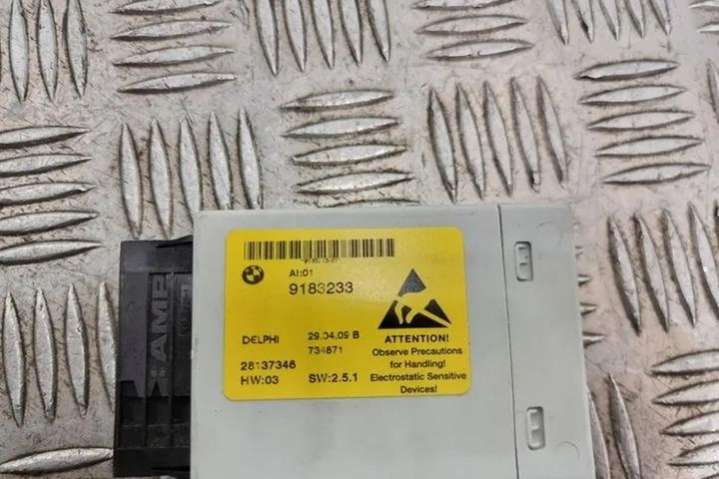 AI:01
9183233
DELPHI
29.04.09 B
734871
28137346
HW:03
SW:2.5.1
ATTENTION!
Observe Precautions
for Handling!
Electrostatic Sensitive
Devices!
AMP